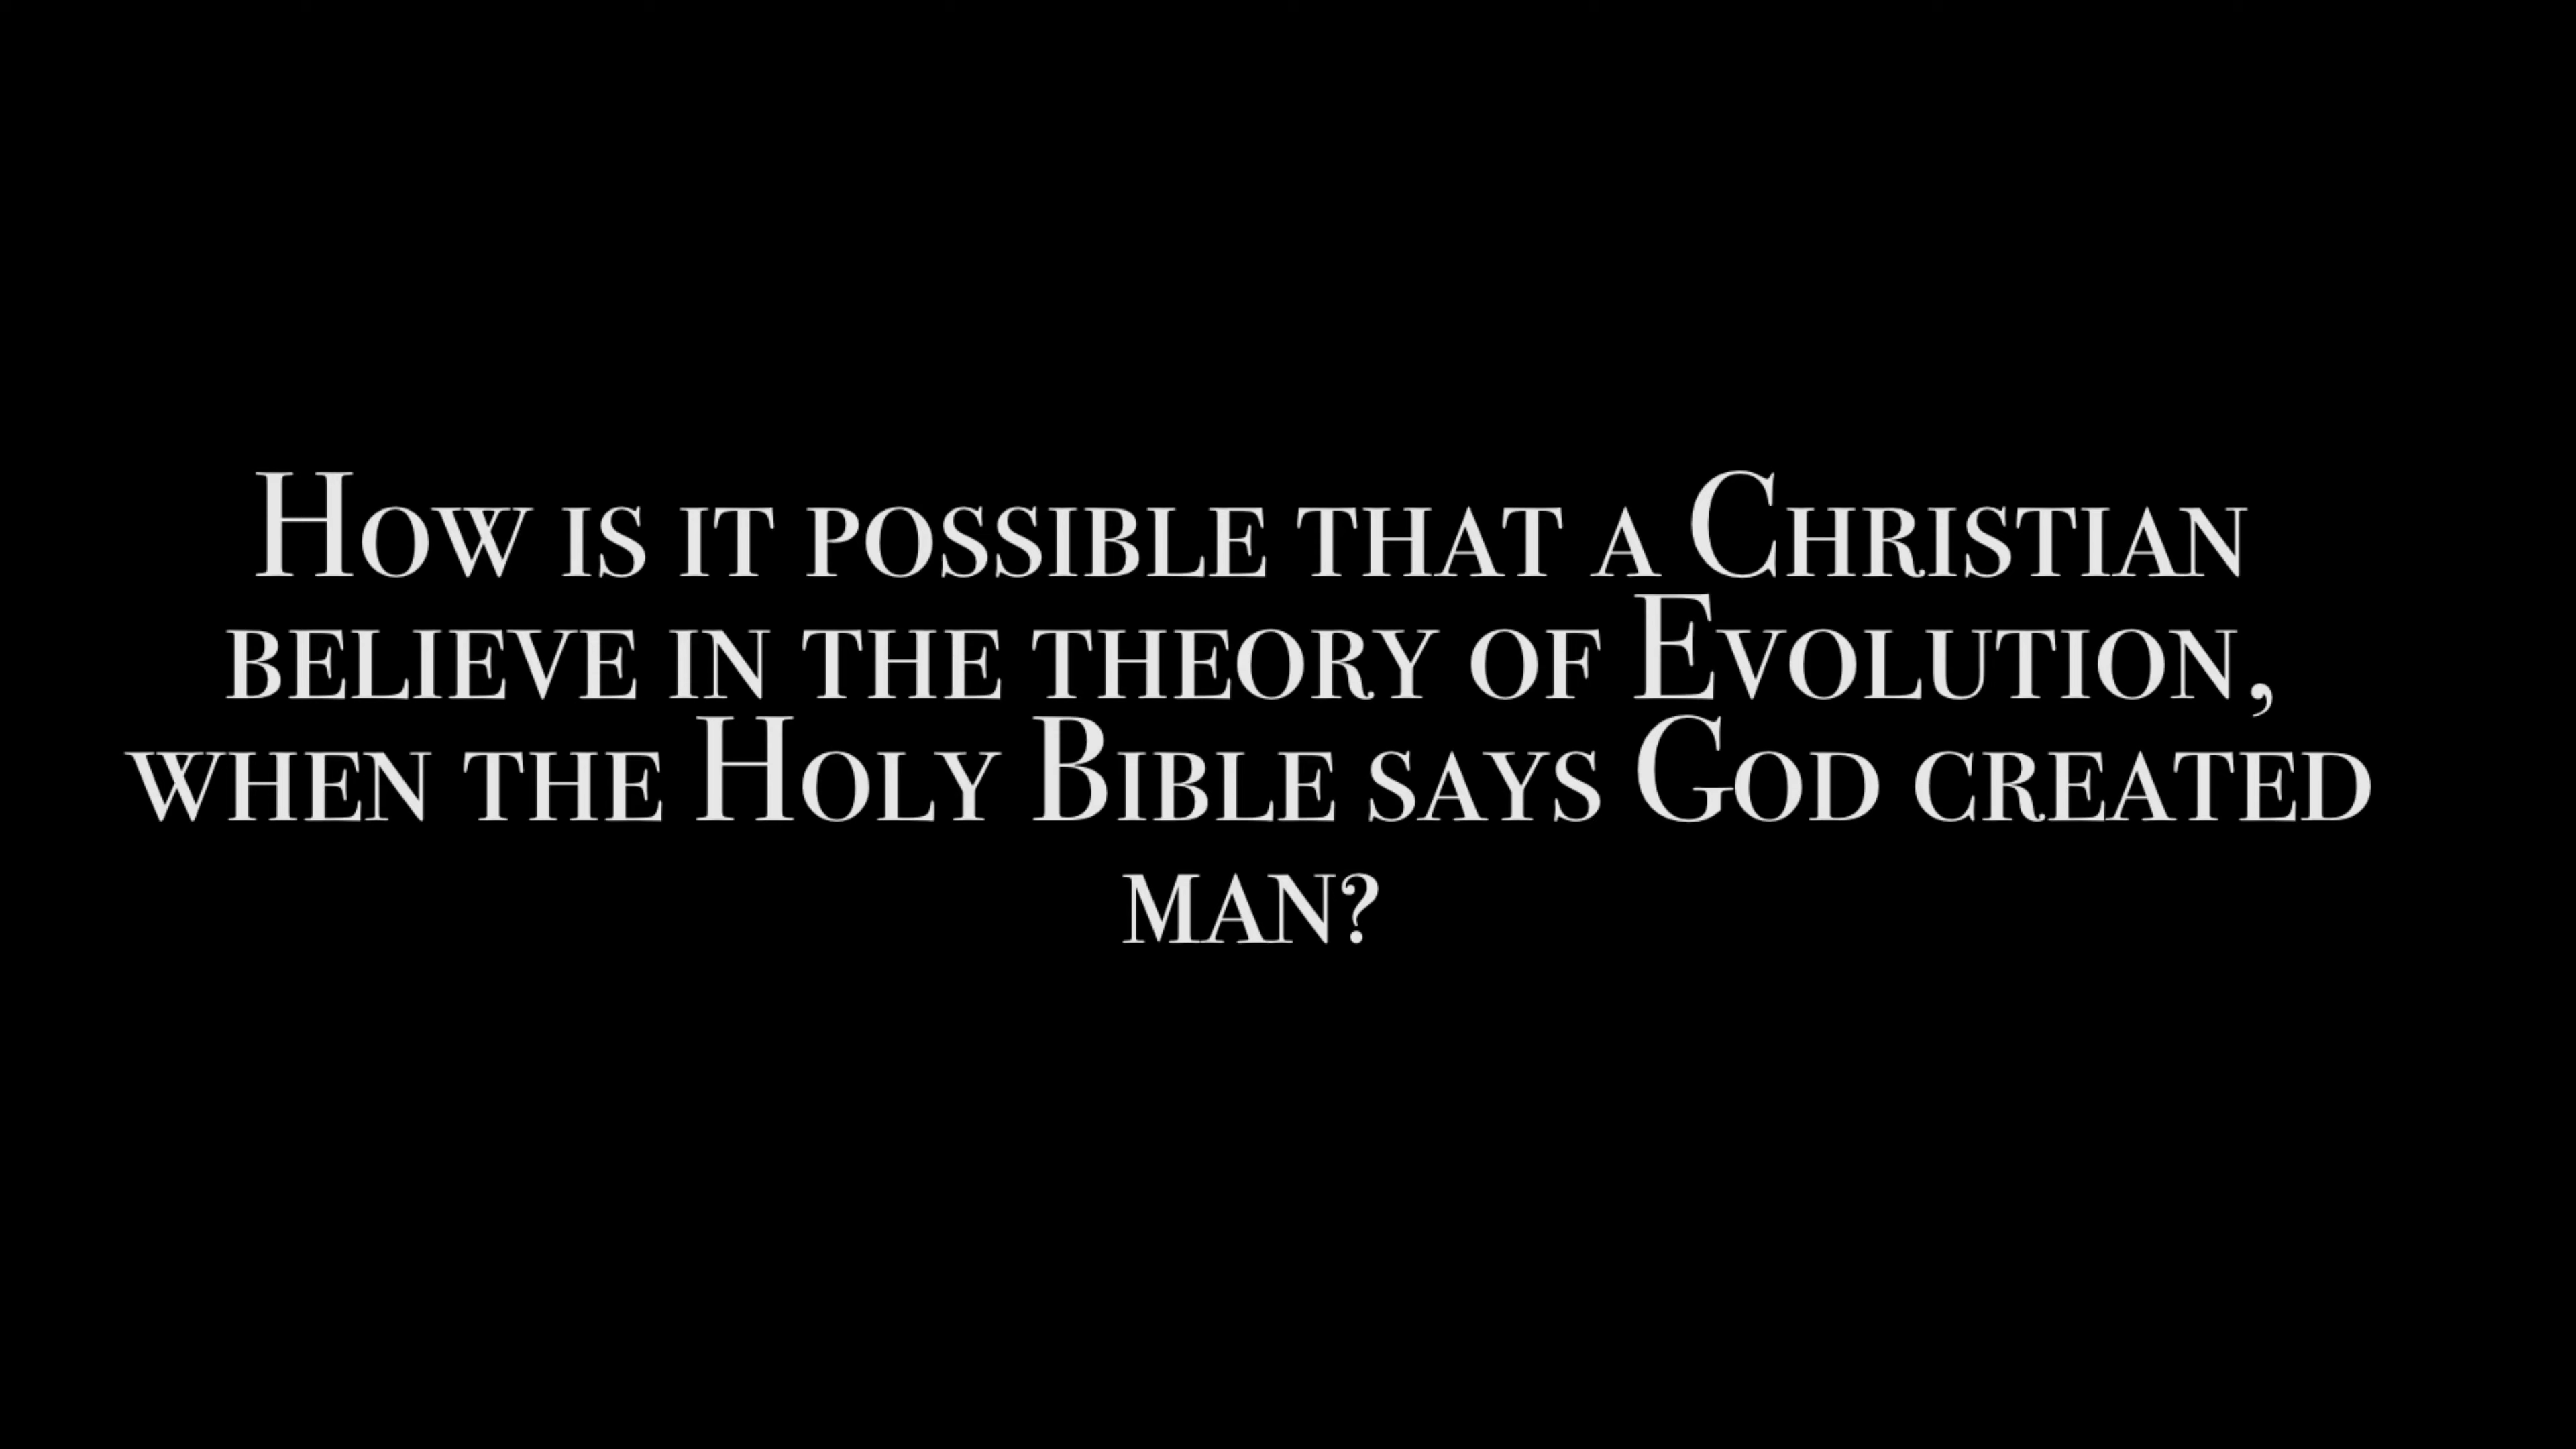 How is it possible that a Christian
believe in the theory of Evolution,
when the Holy Bible says God created
man?